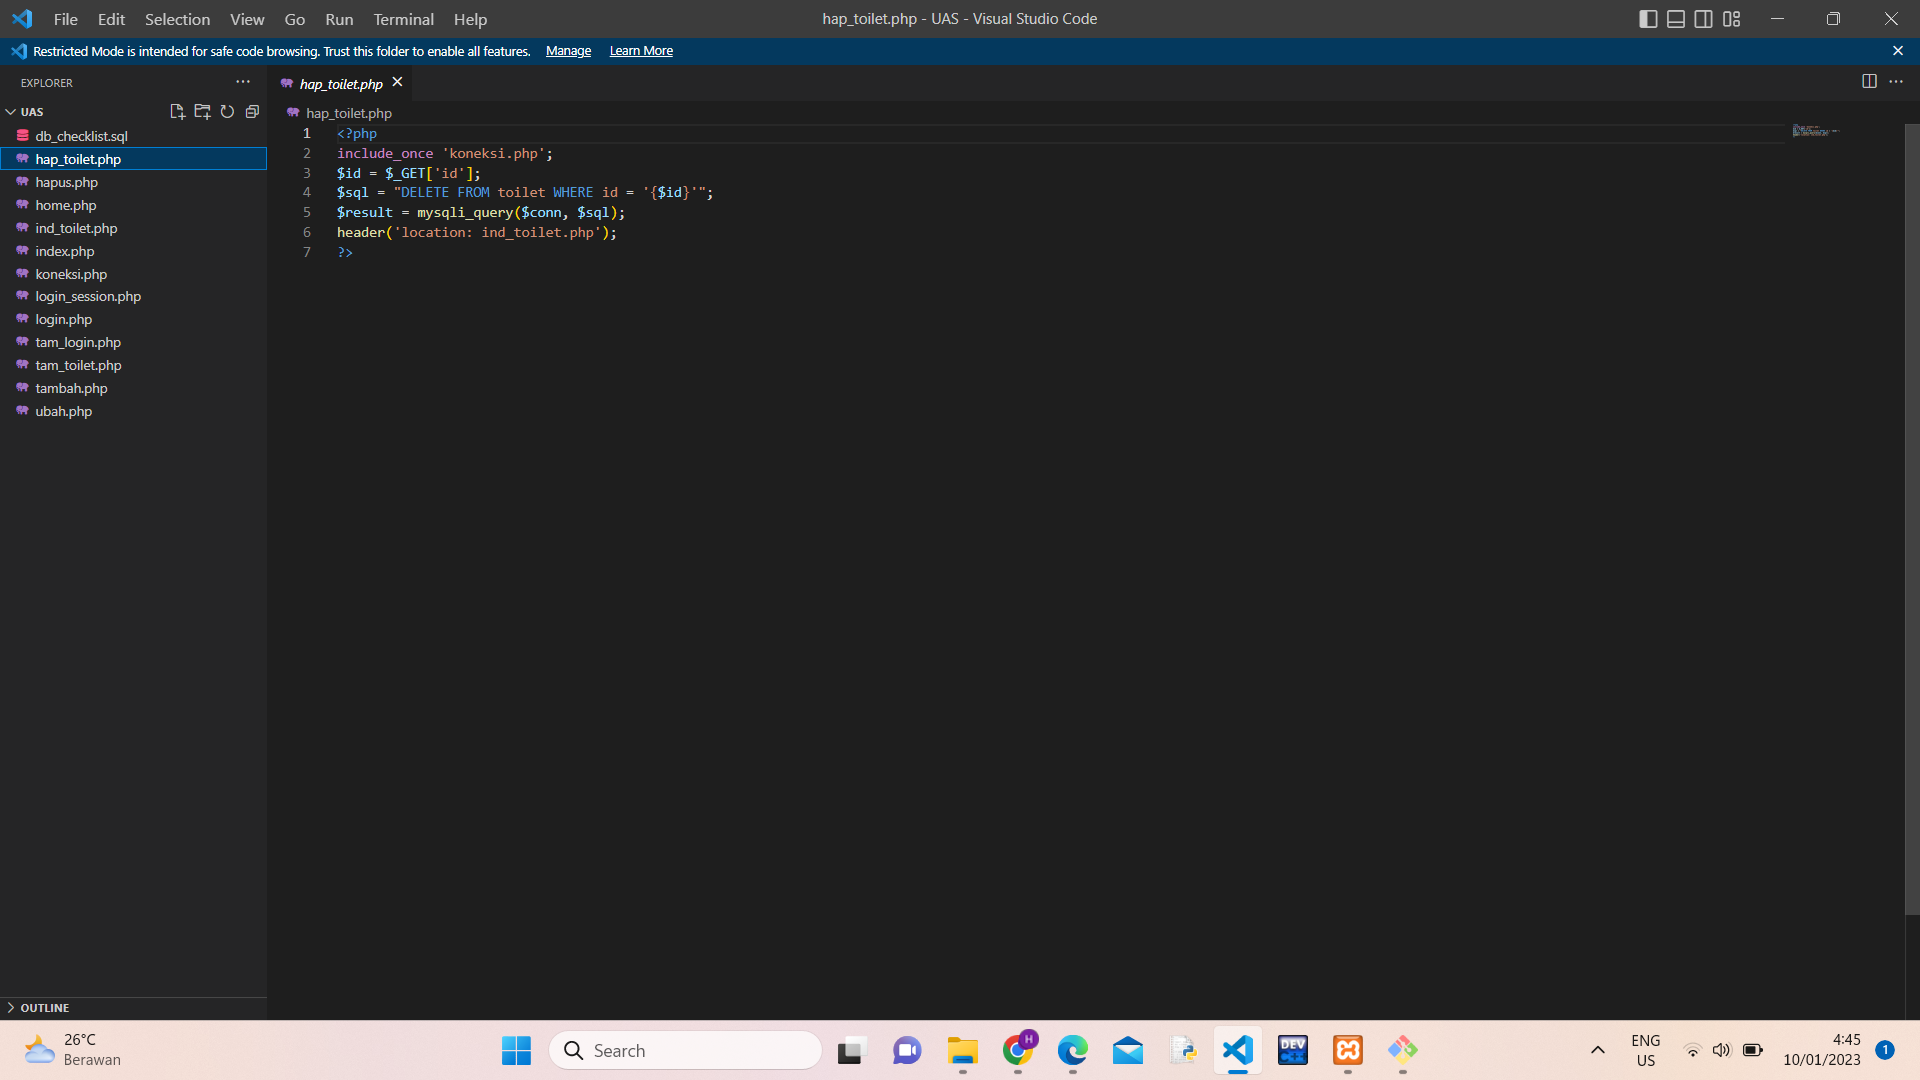 File Edit Selection View Go Run Terminal Help
hap_toilet.php - UAS - Visual Studio Code
Restricted Mode is intended for safe code browsing. Trust this folder to enable all features. Manage Learn More
EXPLORER
UAS
db_checklist.sql
hap_toilet.php
hapus.php
home.php
ind_toilet.php
index.php
koneksi.php
login_session.php
login.php
tam_login.php
tam_toilet.php
tambah.php
ubah.php
OUTLINE
hap_toilet.php
hap_toilet.php
1 <?php
2 include_once 'koneksi.php';
3 $id = $_GET['id'];
4 $sql = "DELETE FROM toilet WHERE id = '{$id}'";
5 $result = mysqli_query($conn, $sql);
6 header('location: ind_toilet.php');
7 ?>
26°C
Berawan
Search
H
DEV
ENG
US
4:45
10/01/2023
1